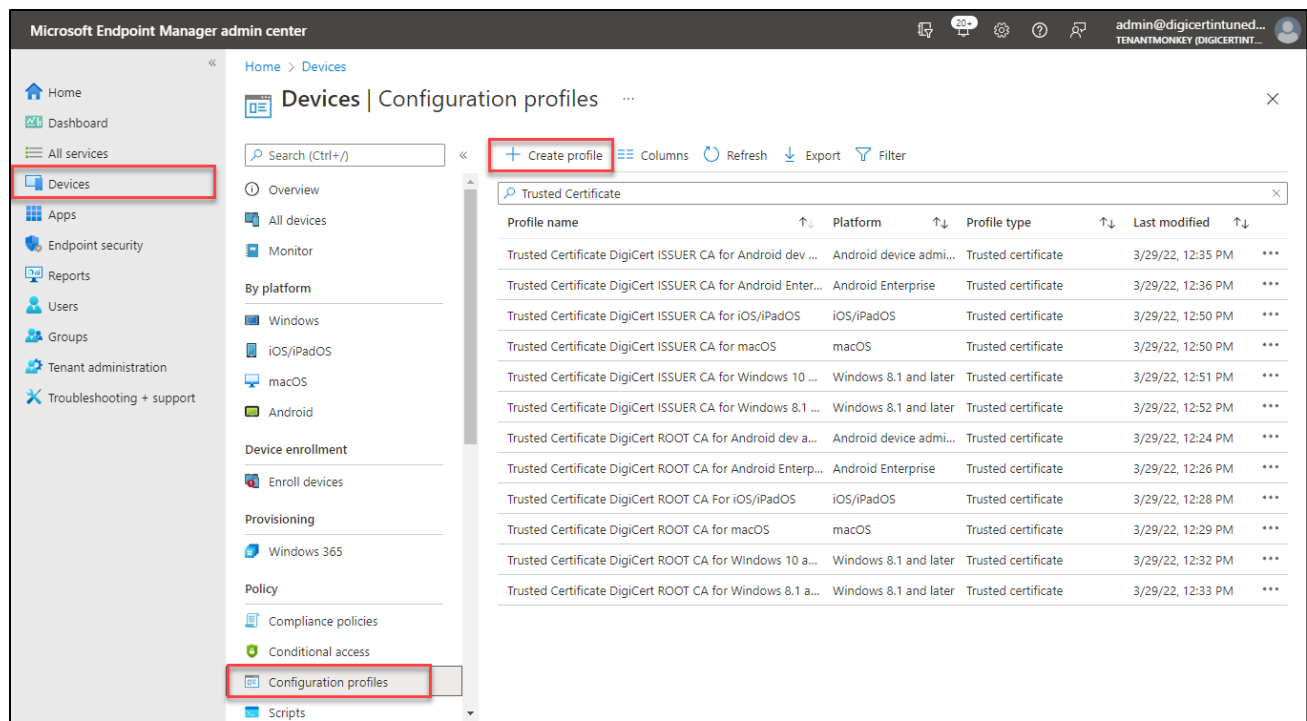 Microsoft Endpoint Manager admin center
20+
admin@digicertintuned...
TENANTMONKEY (DIGICERTINT...
«
Home
Dashboard
All services
Devices
Apps
Endpoint security
Reports
Users
Groups
Tenant administration
Troubleshooting + support
Home > Devices
Devices | Configuration profiles ...
Search (Ctrl+/) «
Overview
All devices
Monitor
By platform
Windows
iOS/iPadOS
macOS
Android
Device enrollment
Enroll devices
Provisioning
Windows 365
Policy
Compliance policies
Conditional access
Configuration profiles
Scripts
+ Create profile Columns Refresh Export Filter
Trusted Certificate
Profile name Platform Profile type Last modified
Trusted Certificate DigiCert ISSUER CA for Android dev ... Android device admi... Trusted certificate 3/29/22, 12:35 PM ...
Trusted Certificate DigiCert ISSUER CA for Android Enter... Android Enterprise Trusted certificate 3/29/22, 12:36 PM ...
Trusted Certificate DigiCert ISSUER CA for iOS/iPadOS iOS/iPadOS Trusted certificate 3/29/22, 12:50 PM ...
Trusted Certificate DigiCert ISSUER CA for macOS macOS Trusted certificate 3/29/22, 12:50 PM ...
Trusted Certificate DigiCert ISSUER CA for Windows 10 ... Windows 8.1 and later Trusted certificate 3/29/22, 12:51 PM ...
Trusted Certificate DigiCert ISSUER CA for Windows 8.1 ... Windows 8.1 and later Trusted certificate 3/29/22, 12:52 PM ...
Trusted Certificate DigiCert ROOT CA for Android dev a... Android device admi... Trusted certificate 3/29/22, 12:24 PM ...
Trusted Certificate DigiCert ROOT CA for Android Enterp... Android Enterprise Trusted certificate 3/29/22, 12:26 PM ...
Trusted Certificate DigiCert ROOT CA For iOS/iPadOS iOS/iPadOS Trusted certificate 3/29/22, 12:28 PM ...
Trusted Certificate DigiCert ROOT CA for macOS macOS Trusted certificate 3/29/22, 12:29 PM ...
Trusted Certificate DigiCert ROOT CA for WIndows 10 a... Windows 8.1 and later Trusted certificate 3/29/22, 12:32 PM ...
Trusted Certificate DigiCert ROOT CA for Windows 8.1 a... Windows 8.1 and later Trusted certificate 3/29/22, 12:33 PM ...